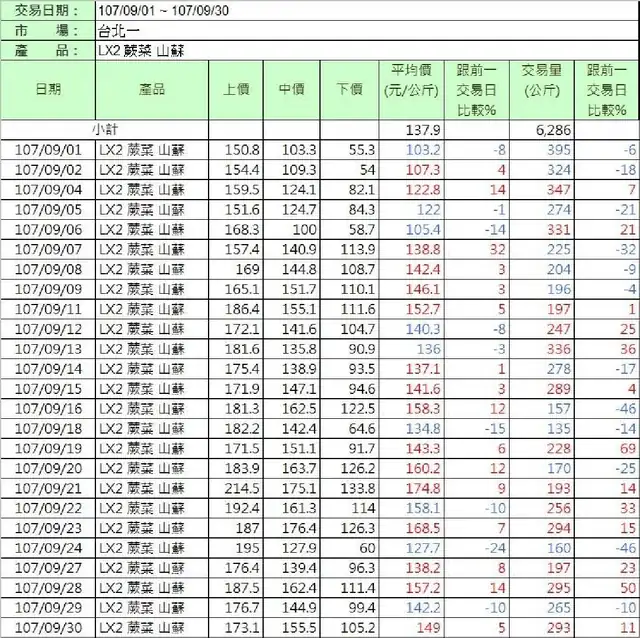 交易日期： 107/09/01 ~ 107/09/30
市 場： 台北一
產 品： LX2 蕨菜 山蘇
日期 產品 上價 中價 下價 平均價(元/公斤) 跟前一交易日比較% 交易量(公斤) 跟前一交易日比較%
小計 137.9 6,286
107/09/01 LX2 蕨菜 山蘇 150.8 103.3 55.3 103.2 -8 395 -6
107/09/02 LX2 蕨菜 山蘇 154.4 109.3 54 107.3 4 324 -18
107/09/04 LX2 蕨菜 山蘇 159.5 124.1 82.1 122.8 14 347 7
107/09/05 LX2 蕨菜 山蘇 151.6 124.7 84.3 122 -1 274 -21
107/09/06 LX2 蕨菜 山蘇 168.3 100 58.7 105.4 -14 331 21
107/09/07 LX2 蕨菜 山蘇 157.4 140.9 113.9 138.8 32 225 -32
107/09/08 LX2 蕨菜 山蘇 169 144.8 108.7 142.4 3 204 -9
107/09/09 LX2 蕨菜 山蘇 165.1 151.7 110.1 146.1 3 196 -4
107/09/11 LX2 蕨菜 山蘇 186.4 155.1 111.6 152.7 5 197 1
107/09/12 LX2 蕨菜 山蘇 172.1 141.6 104.7 140.3 -8 247 25
107/09/13 LX2 蕨菜 山蘇 181.6 135.8 90.9 136 -3 336 36
107/09/14 LX2 蕨菜 山蘇 175.4 138.9 93.5 137.1 1 278 -17
107/09/15 LX2 蕨菜 山蘇 171.9 147.1 94.6 141.6 3 289 4
107/09/16 LX2 蕨菜 山蘇 181.3 162.5 122.5 158.3 12 157 -46
107/09/18 LX2 蕨菜 山蘇 182.2 142.4 64.6 134.8 -15 135 -14
107/09/19 LX2 蕨菜 山蘇 171.5 151.1 91.7 143.3 6 228 69
107/09/20 LX2 蕨菜 山蘇 183.9 163.7 126.2 160.2 12 170 -25
107/09/21 LX2 蕨菜 山蘇 214.5 175.1 133.8 174.8 9 193 14
107/09/22 LX2 蕨菜 山蘇 192.4 161.3 114 158.1 -10 256 33
107/09/23 LX2 蕨菜 山蘇 187 176.4 126.3 168.5 7 294 15
107/09/24 LX2 蕨菜 山蘇 195 127.9 60 127.7 -24 160 -46
107/09/27 LX2 蕨菜 山蘇 176.4 139.4 96.3 138.2 8 197 23
107/09/28 LX2 蕨菜 山蘇 187.5 162.4 111.4 157.2 14 295 50
107/09/29 LX2 蕨菜 山蘇 176.7 144.9 99.4 142.2 -10 265 -10
107/09/30 LX2 蕨菜 山蘇 173.1 155.5 105.2 149 5 293 11